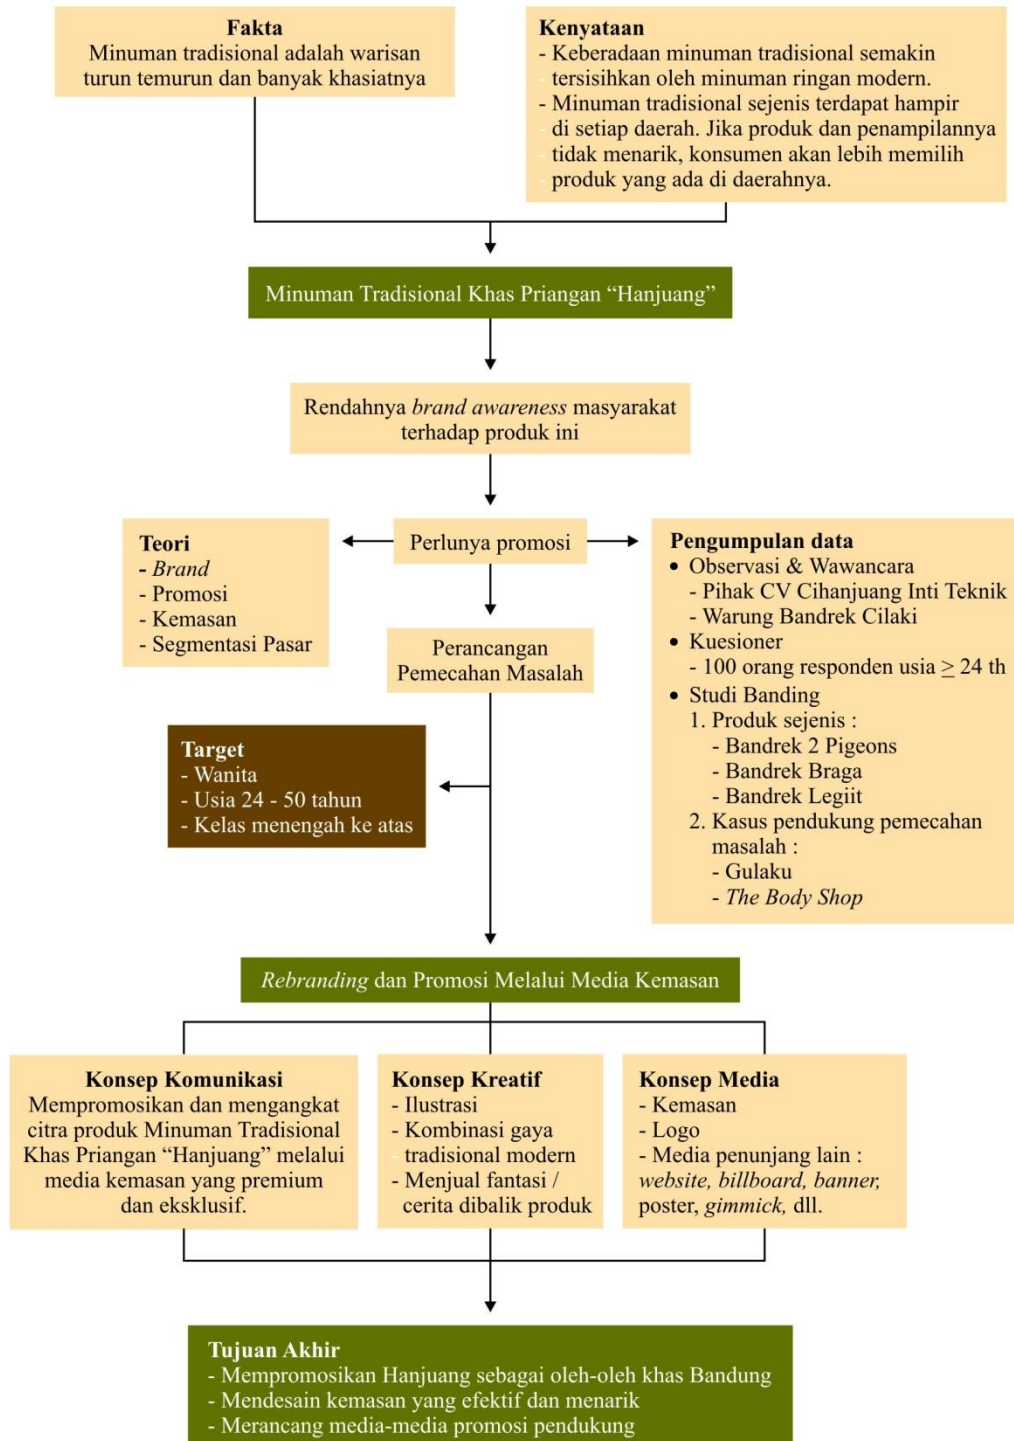 Fakta
Minuman tradisional adalah warisan
turun temurun dan banyak khasiatnya
Kenyataan
- Keberadaan minuman tradisional semakin
- tersisihkan oleh minuman ringan modern.
- Minuman tradisional sejenis terdapat hampir
- di setiap daerah. Jika produk dan penampilannya
- tidak menarik, konsumen akan lebih memilih
- produk yang ada di daerahnya.
Minuman Tradisional Khas Priangan “Hanjuang”
Rendahnya brand awareness masyarakat
terhadap produk ini
Teori
- Brand
- Promosi
- Kemasan
- Segmentasi Pasar
Perlunya promosi
Perancangan
Pemecahan Masalah
Pengumpulan data
• Observasi & Wawancara
- Pihak CV Cihanjuang Inti Teknik
- Warung Bandrek Cilaki
• Kuesioner
- 100 orang responden usia ≥ 24 th
• Studi Banding
1. Produk sejenis :
- Bandrek 2 Pigeons
- Bandrek Braga
- Bandrek Legiit
2. Kasus pendukung pemecahan
masalah :
- Gulaku
- The Body Shop
Target
- Wanita
- Usia 24 - 50 tahun
- Kelas menengah ke atas
Rebranding dan Promosi Melalui Media Kemasan
Konsep Komunikasi
Mempromosikan dan mengangkat
citra produk Minuman Tradisional
Khas Priangan “Hanjuang” melalui
media kemasan yang premium
dan eksklusif.
Konsep Kreatif
- Ilustrasi
- Kombinasi gaya
- tradisional modern
- Menjual fantasi /
cerita dibalik produk
Konsep Media
- Kemasan
- Logo
- Media penunjang lain :
website, billboard, banner,
poster, gimmick, dll.
Tujuan Akhir
- Mempromosikan Hanjuang sebagai oleh-oleh khas Bandung
- Mendesain kemasan yang efektif dan menarik
- Merancang media-media promosi pendukung